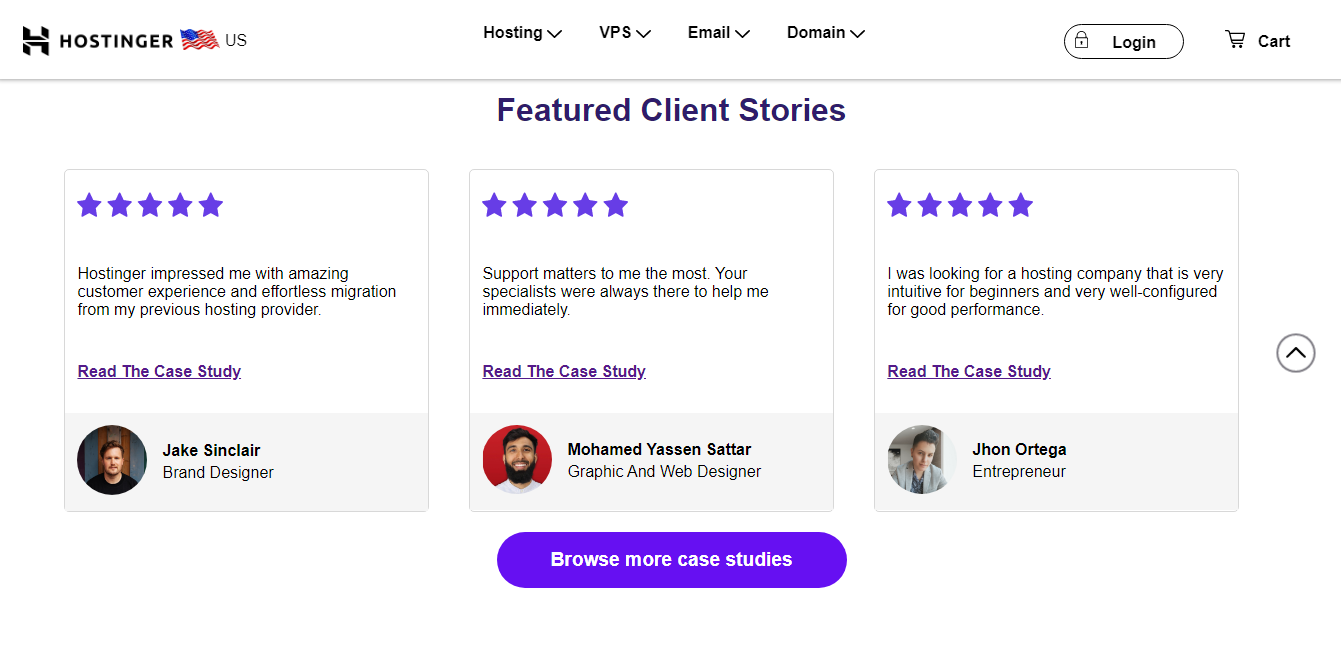 HOSTINGER US
Hosting
VPS
Email
Domain
Login
Cart
Featured Client Stories
Hostinger impressed me with amazing
customer experience and effortless migration
from my previous hosting provider.
Read The Case Study
Jake Sinclair
Brand Designer
Support matters to me the most. Your
specialists were always there to help me
immediately.
Read The Case Study
Mohamed Yassen Sattar
Graphic And Web Designer
I was looking for a hosting company that is very
intuitive for beginners and very well-configured
for good performance.
Read The Case Study
Jhon Ortega
Entrepreneur
Browse more case studies